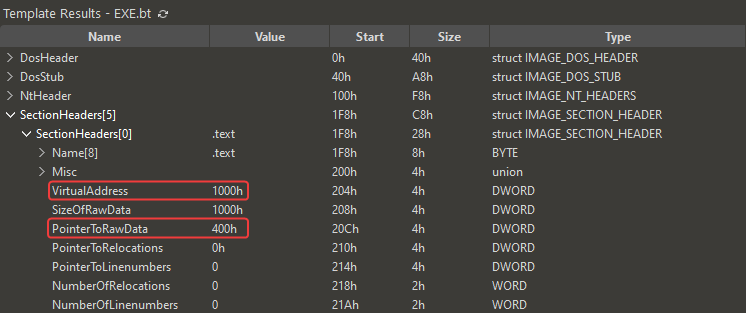 Template Results - EXE.bt
Name Value Start Size Type
DosHeader 0h 40h struct IMAGE_DOS_HEADER
DosStub 40h A8h struct IMAGE_DOS_STUB
NtHeader 100h F8h struct IMAGE_NT_HEADERS
SectionHeaders[5] 1F8h C8h struct IMAGE_SECTION_HEADER
SectionHeaders[0] .text 1F8h 28h struct IMAGE_SECTION_HEADER
Name[8] .text 1F8h 8h BYTE
Misc 200h 4h union
VirtualAddress 1000h 204h 4h DWORD
SizeOfRawData 1000h 208h 4h DWORD
PointerToRawData 400h 20Ch 4h DWORD
PointerToRelocations 0h 210h 4h DWORD
PointerToLinenumbers 0 214h 4h DWORD
NumberOfRelocations 0 218h 2h WORD
NumberOfLinenumbers 0 21Ah 2h WORD